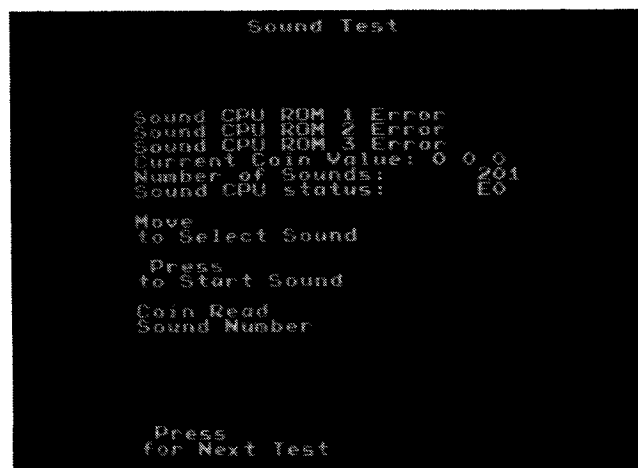 Sound Test
Sound CPU ROM 1 Error
Sound CPU ROM 2 Error
Sound CPU ROM 3 Error
Current Coin Value: 0 0 0
Number of Sounds: 201
Sound CPU status: E0
Move
to Select Sound
Press
to Start Sound
Coin Read
Sound Number
Press
for Next Test